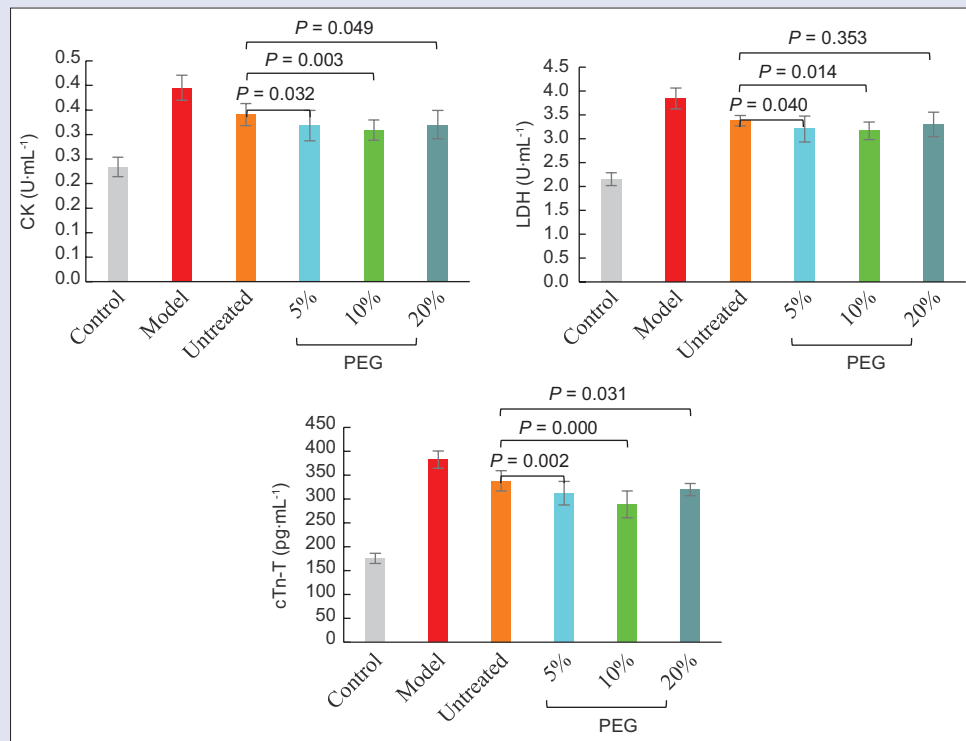 P = 0.049
P = 0.003
P = 0.032
CK (U·mL-1)
0.5
0.4
0.4
0.3
0.3
0.2
0.2
0.1
0.1
0.0
Control
Model
Untreated
5%
10%
20%
PEG
P = 0.353
P = 0.014
P = 0.040
LDH (U·mL-1)
4.5
4.0
3.5
3.0
2.5
2.0
1.5
1.0
0.5
0.0
Control
Model
Untreated
5%
10%
20%
PEG
P = 0.031
P = 0.000
P = 0.002
cTn-T (pg·mL-1)
450
400
350
300
250
200
150
100
50
0
Control
Model
Untreated
5%
10%
20%
PEG